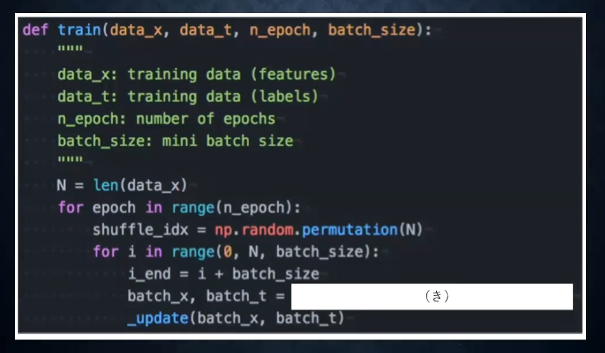 def train(data_x, data_t, n_epoch, batch_size):
"""
data_x: training data (features)
data_t: training data (labels)
n_epoch: number of epochs
batch_size: mini batch size
"""
N = len(data_x)
for epoch in range(n_epoch):
shuffle_idx = np.random.permutation(N)
for i in range(0, N, batch_size):
i_end = i + batch_size
batch_x, batch_t = (き)
_update(batch_x, batch_t)